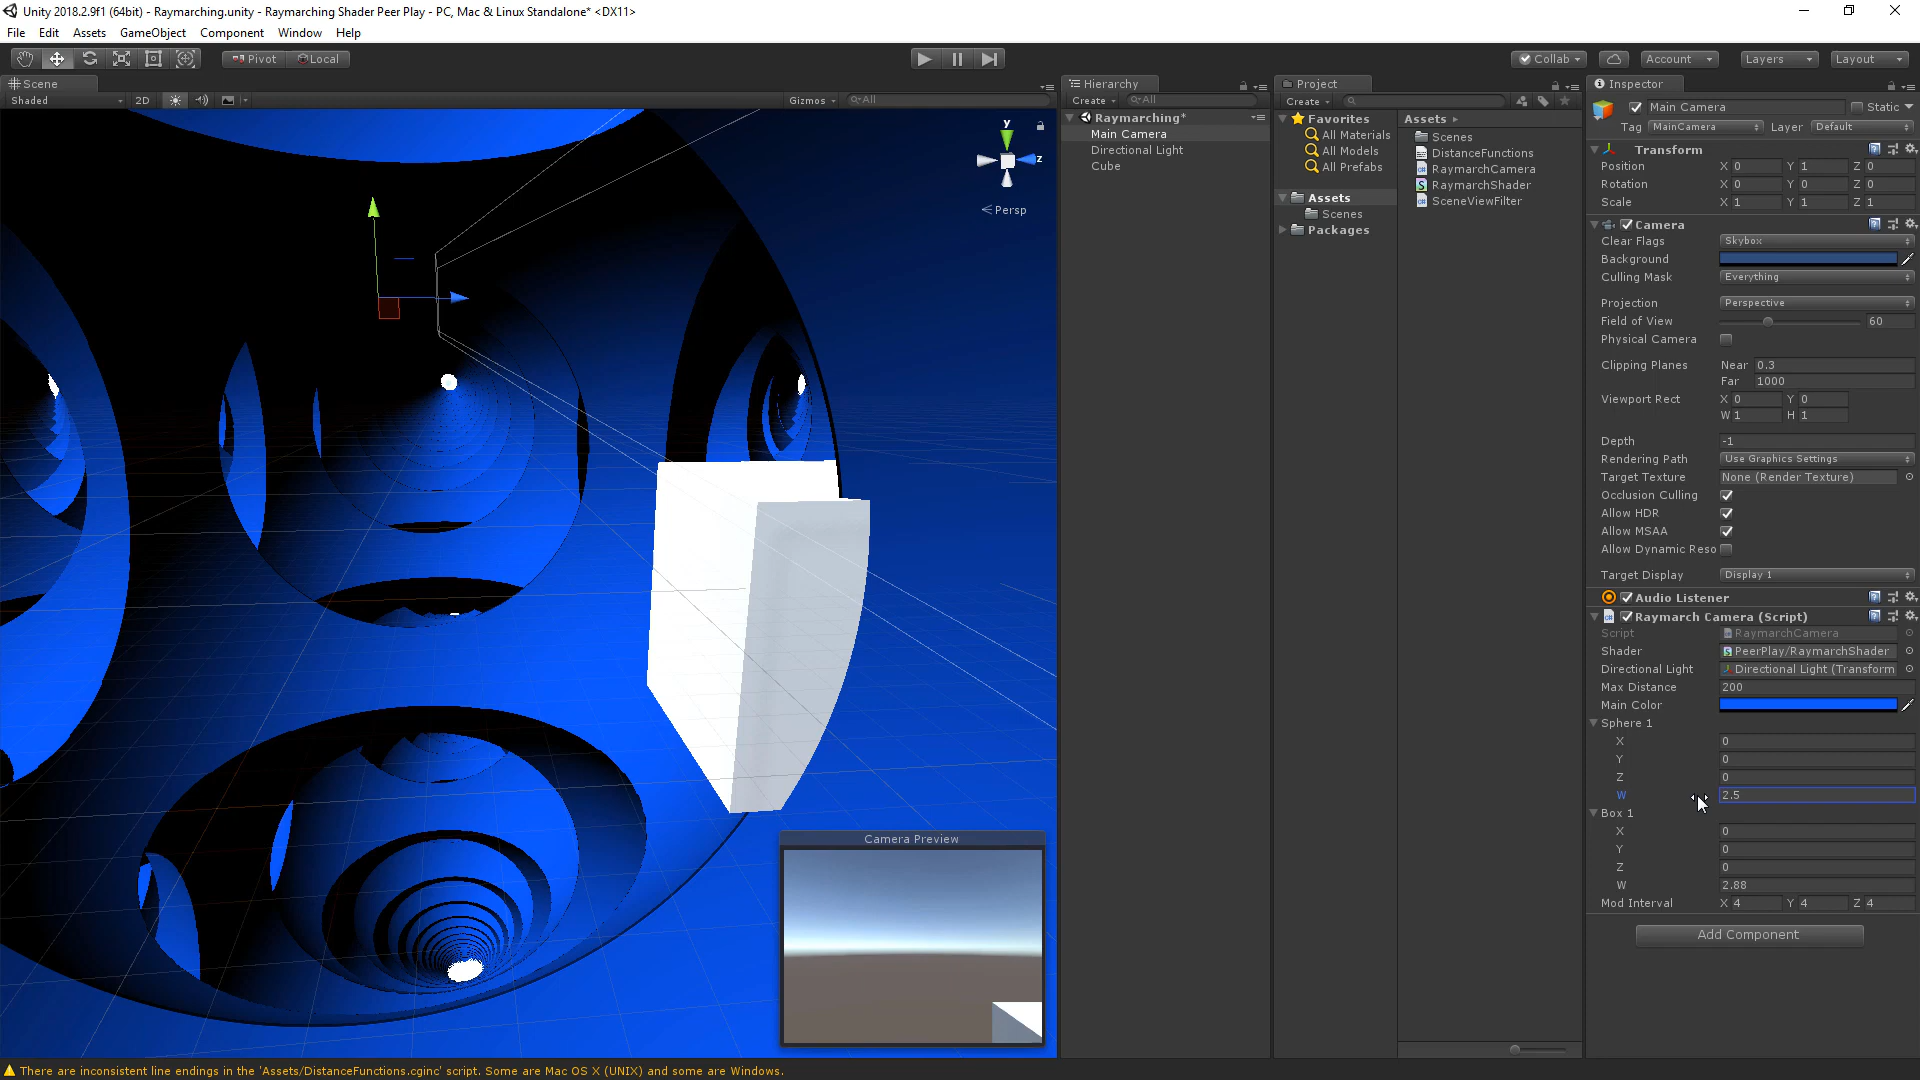 Unity 2018.2.9f1 (64bit) - Raymarching.unity - Raymarching Shader Peer Play - PC, Mac & Linux Standalone* <DX11>
File Edit Assets GameObject Component Window Help
Pivot Local
Collab Account Layers Layout
Scene
Shaded 2D Gizmos All
y
z
Persp
Camera Preview
Hierarchy
Create All
Raymarching*
Main Camera
Directional Light
Cube
Project
Create
Favorites
All Materials
All Models
All Prefabs
Assets
Scenes
Packages
Assets
Scenes
DistanceFunctions
RaymarchCamera
RaymarchShader
SceneViewFilter
Inspector
Main Camera Static
Tag MainCamera Layer Default
Transform
Position X 0 Y 1 Z 0
Rotation X 0 Y 0 Z 0
Scale X 1 Y 1 Z 1
Camera
Clear Flags Skybox
Background
Culling Mask Everything
Projection Perspective
Field of View 60
Physical Camera
Clipping Planes Near 0.3
Far 1000
Viewport Rect X 0 Y 0
W 1 H 1
Depth -1
Rendering Path Use Graphics Settings
Target Texture None (Render Texture)
Occlusion Culling
Allow HDR
Allow MSAA
Allow Dynamic Reso
Target Display Display 1
Audio Listener
Raymarch Camera (Script)
Script RaymarchCamera
Shader PeerPlay/RaymarchShader
Directional Light Directional Light (Transform
Max Distance 200
Main Color
Sphere 1
X 0
Y 0
Z 0
W 2.5
Box 1
X 0
Y 0
Z 0
W 2.88
Mod Interval X 4 Y 4 Z 4
Add Component
There are inconsistent line endings in the 'Assets/DistanceFunctions.cginc' script. Some are Mac OS X (UNIX) and some are Windows.